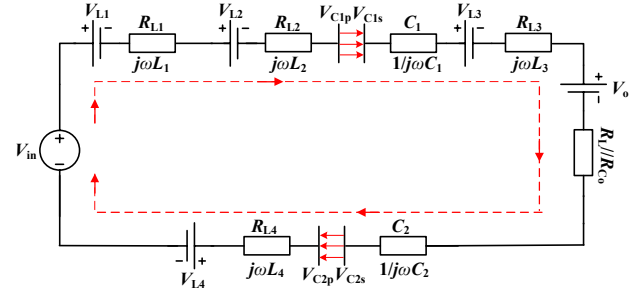 V_L1 R_L1 V_L2 R_L2 V_C1p V_C1s C_1 V_L3 R_L3
+ - + - + -
jωL_1 jωL_2 1/jωC_1 jωL_3
+
-
V_o
+
-
V_in
R_L//R_Co
R_L4 C_2
- +
V_L4 jωL_4 V_C2p V_C2s 1/jωC_2